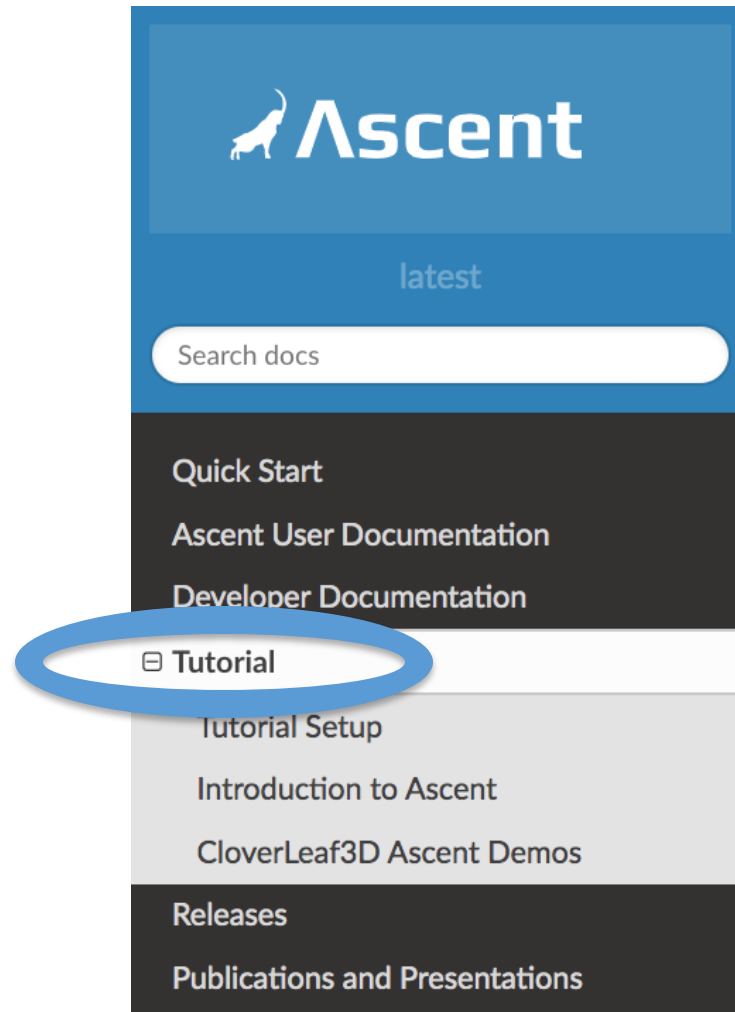 Ascent
latest
Search docs
Quick Start
Ascent User Documentation
Developer Documentation
Tutorial
Tutorial Setup
Introduction to Ascent
CloverLeaf3D Ascent Demos
Releases
Publications and Presentations